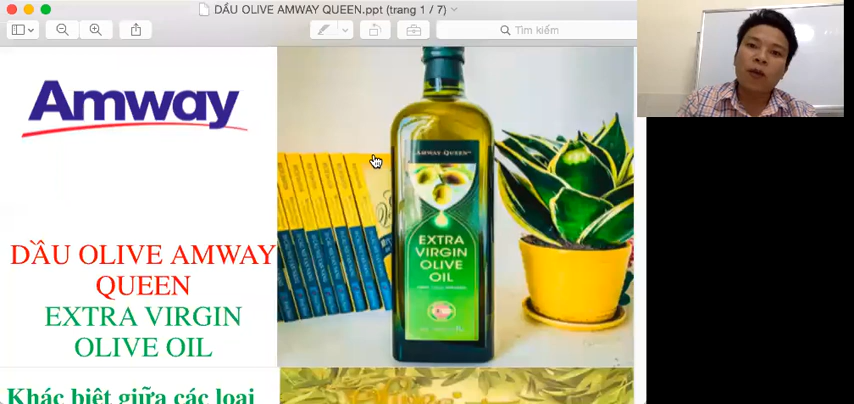 DẦU OLIVE AMWAY QUEEN.ppt (trang 1 / 7)
Tìm kiếm
Amway
DẦU OLIVE AMWAY
QUEEN
EXTRA VIRGIN
OLIVE OIL
AMWAY QUEEN™
EXTRA
VIRGIN
OLIVE
OIL
Khác biệt giữa các loại